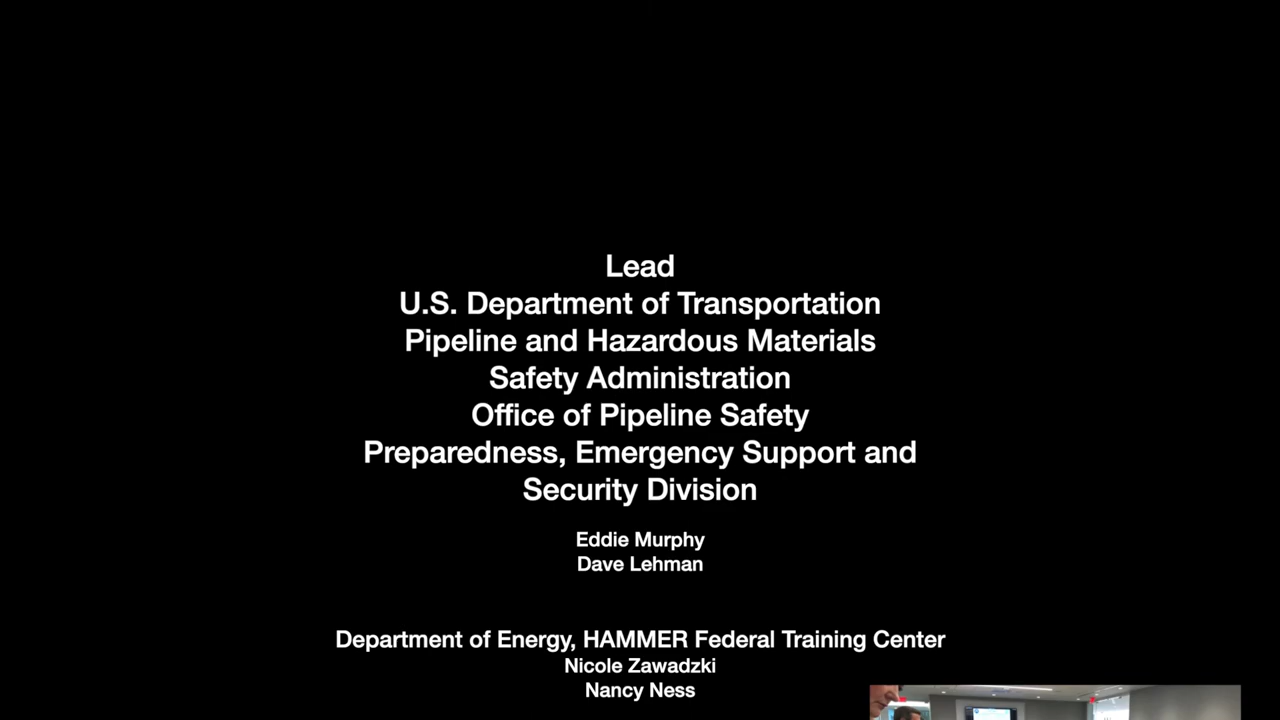 Lead
U.S. Department of Transportation
Pipeline and Hazardous Materials
Safety Administration
Office of Pipeline Safety
Preparedness, Emergency Support and
Security Division
Eddie Murphy
Dave Lehman
Department of Energy, HAMMER Federal Training Center
Nicole Zawadzki
Nancy Ness